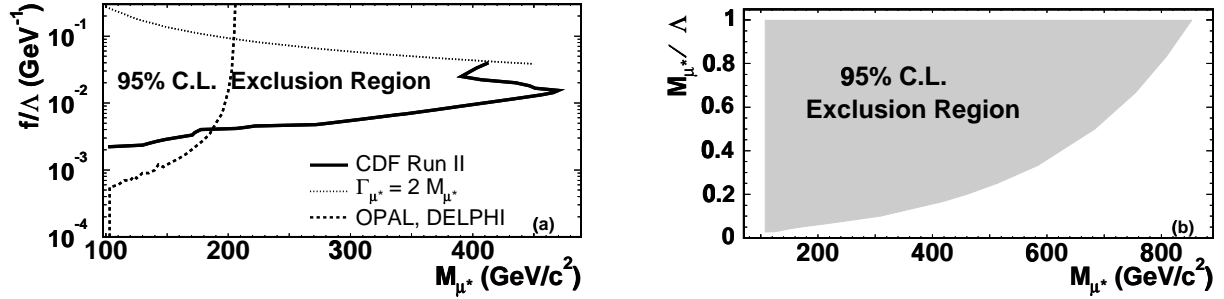 f/Λ (GeV⁻¹)
10⁻¹
10⁻²
10⁻³
10⁻⁴
95% C.L. Exclusion Region
CDF Run II
Γμ* = 2 Mμ*
OPAL, DELPHI
(a)
100 200 300 400
Mμ* (GeV/c²)
Mμ*/ Λ
1
0.8
0.6
0.4
0.2
0
95% C.L.
Exclusion Region
(b)
200 400 600 800
Mμ* (GeV/c²)